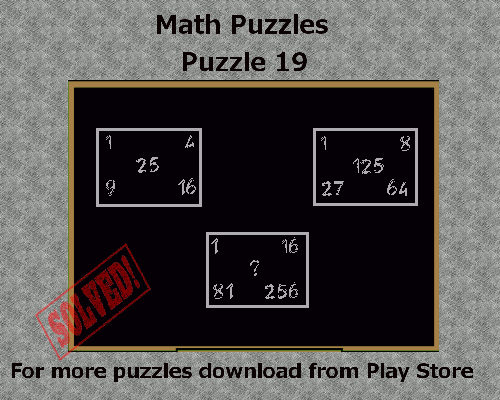 Math Puzzles
Puzzle 19
1 4
25
9 16
1 8
125
27 64
1 16
?
81 256
SOLVED!
For more puzzles download from Play Store